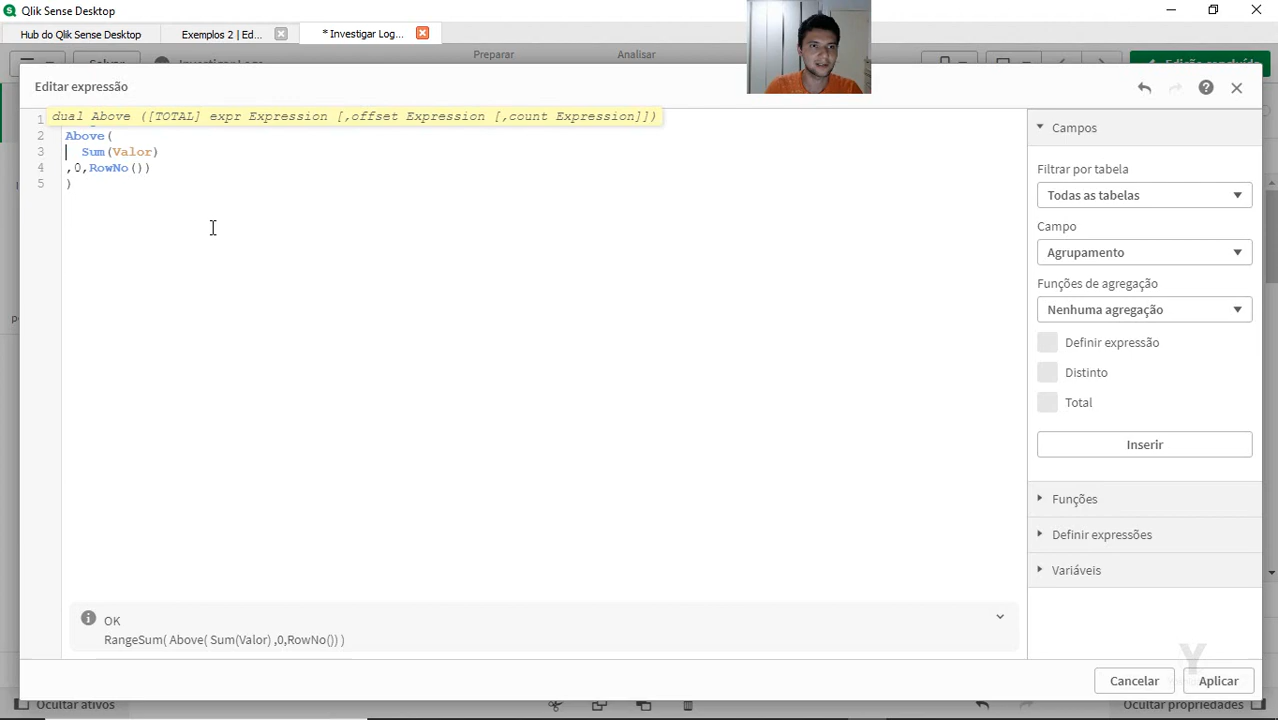 Qlik Sense Desktop
Hub do Qlik Sense Desktop
Exemplos 2 | Ed...
* Investigar Log...
Preparar
Analisar
Editar expressão
dual Above ([TOTAL] expr Expression [,offset Expression [,count Expression]])
1
2 Above(
3 Sum(Valor)
4 ,0,RowNo())
5 )
Campos
Filtrar por tabela
Todas as tabelas
Campo
Agrupamento
Funções de agregação
Nenhuma agregação
Definir expressão
Distinto
Total
Inserir
Funções
Definir expressões
Variáveis
OK
RangeSum( Above( Sum(Valor) ,0,RowNo()) )
Cancelar
Aplicar
Ocultar ativos
Ocultar propriedades